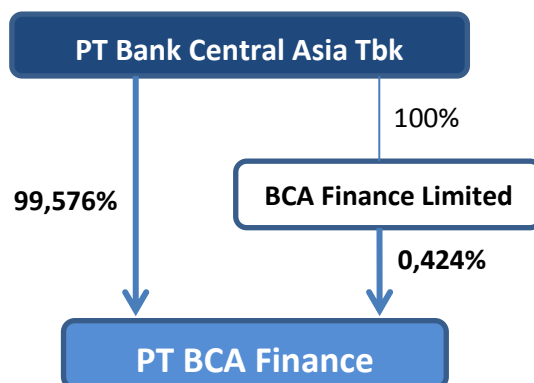 PT Bank Central Asia Tbk
100%
99,576%
BCA Finance Limited
0,424%
PT BCA Finance